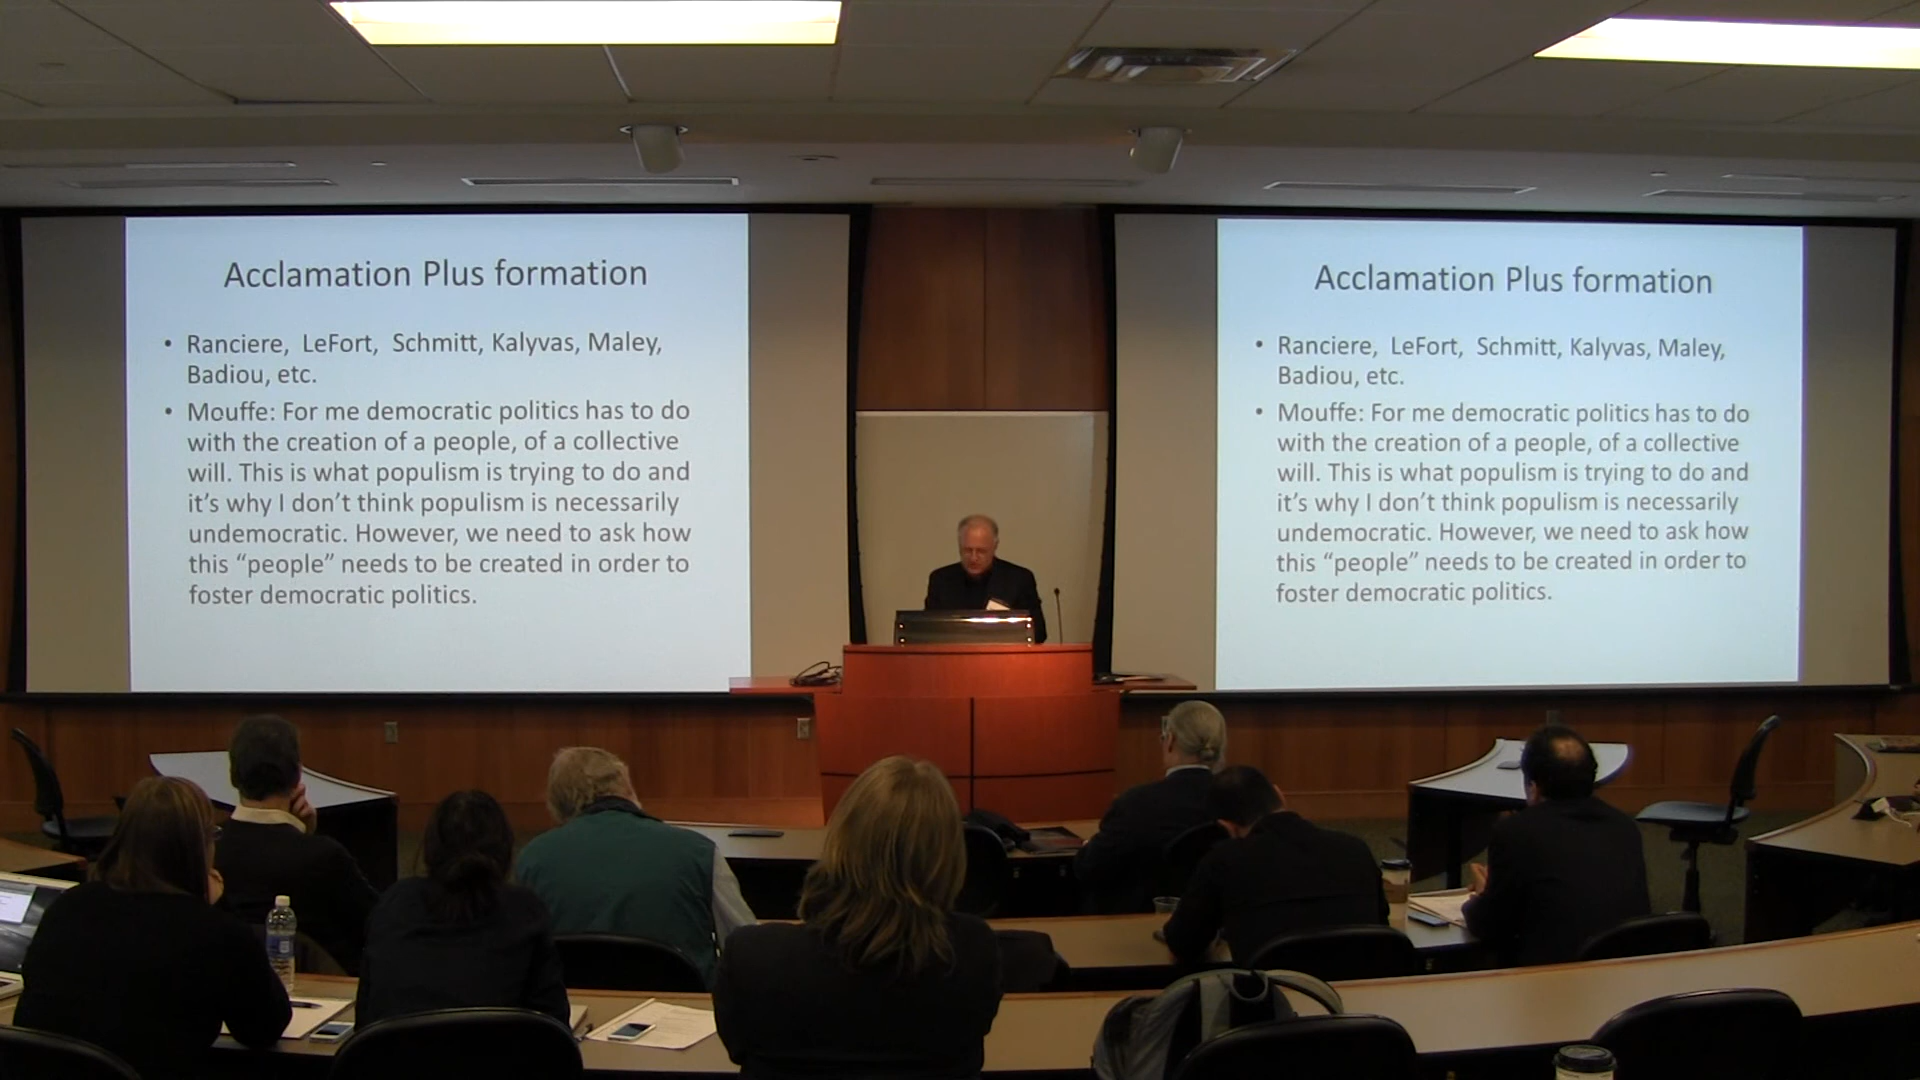 Acclamation Plus formation
• Ranciere, LeFort, Schmitt, Kalyvas, Maley,
Badiou, etc.
• Mouffe: For me democratic politics has to do
with the creation of a people, of a collective
will. This is what populism is trying to do and
it’s why I don’t think populism is necessarily
undemocratic. However, we need to ask how
this “people” needs to be created in order to
foster democratic politics.
Acclamation Plus formation
• Ranciere, LeFort, Schmitt, Kalyvas, Maley,
Badiou, etc.
• Mouffe: For me democratic politics has to do
with the creation of a people, of a collective
will. This is what populism is trying to do and
it’s why I don’t think populism is necessarily
undemocratic. However, we need to ask how
this “people” needs to be created in order to
foster democratic politics.